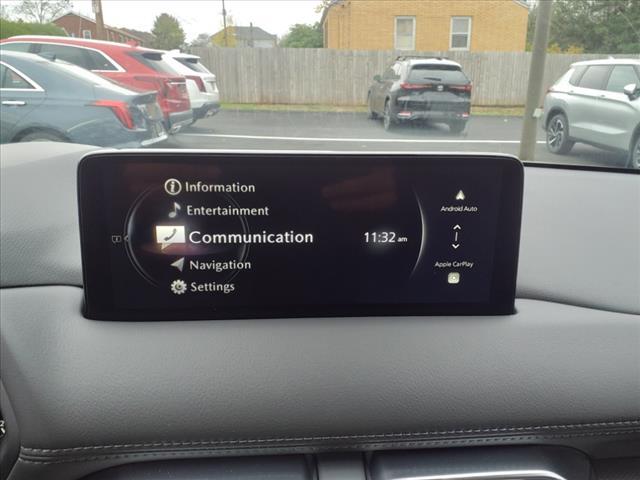 Information
Entertainment
Communication
11:32 am
Navigation
Settings
Android Auto
Apple CarPlay